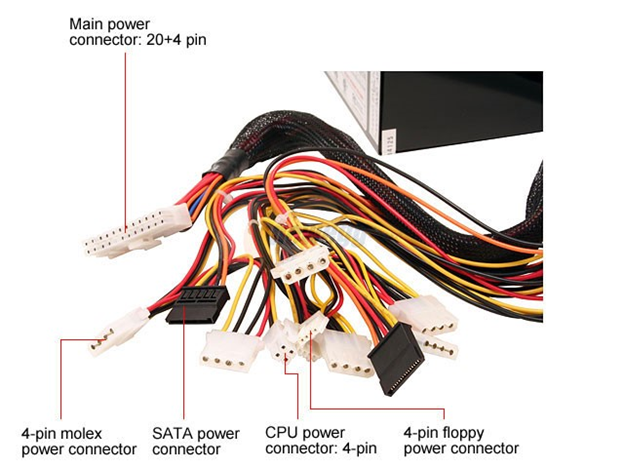 Main power
connector: 20+4 pin
4-pin molex
power connector
SATA power
connector
CPU power
connector: 4-pin
4-pin floppy
power connector